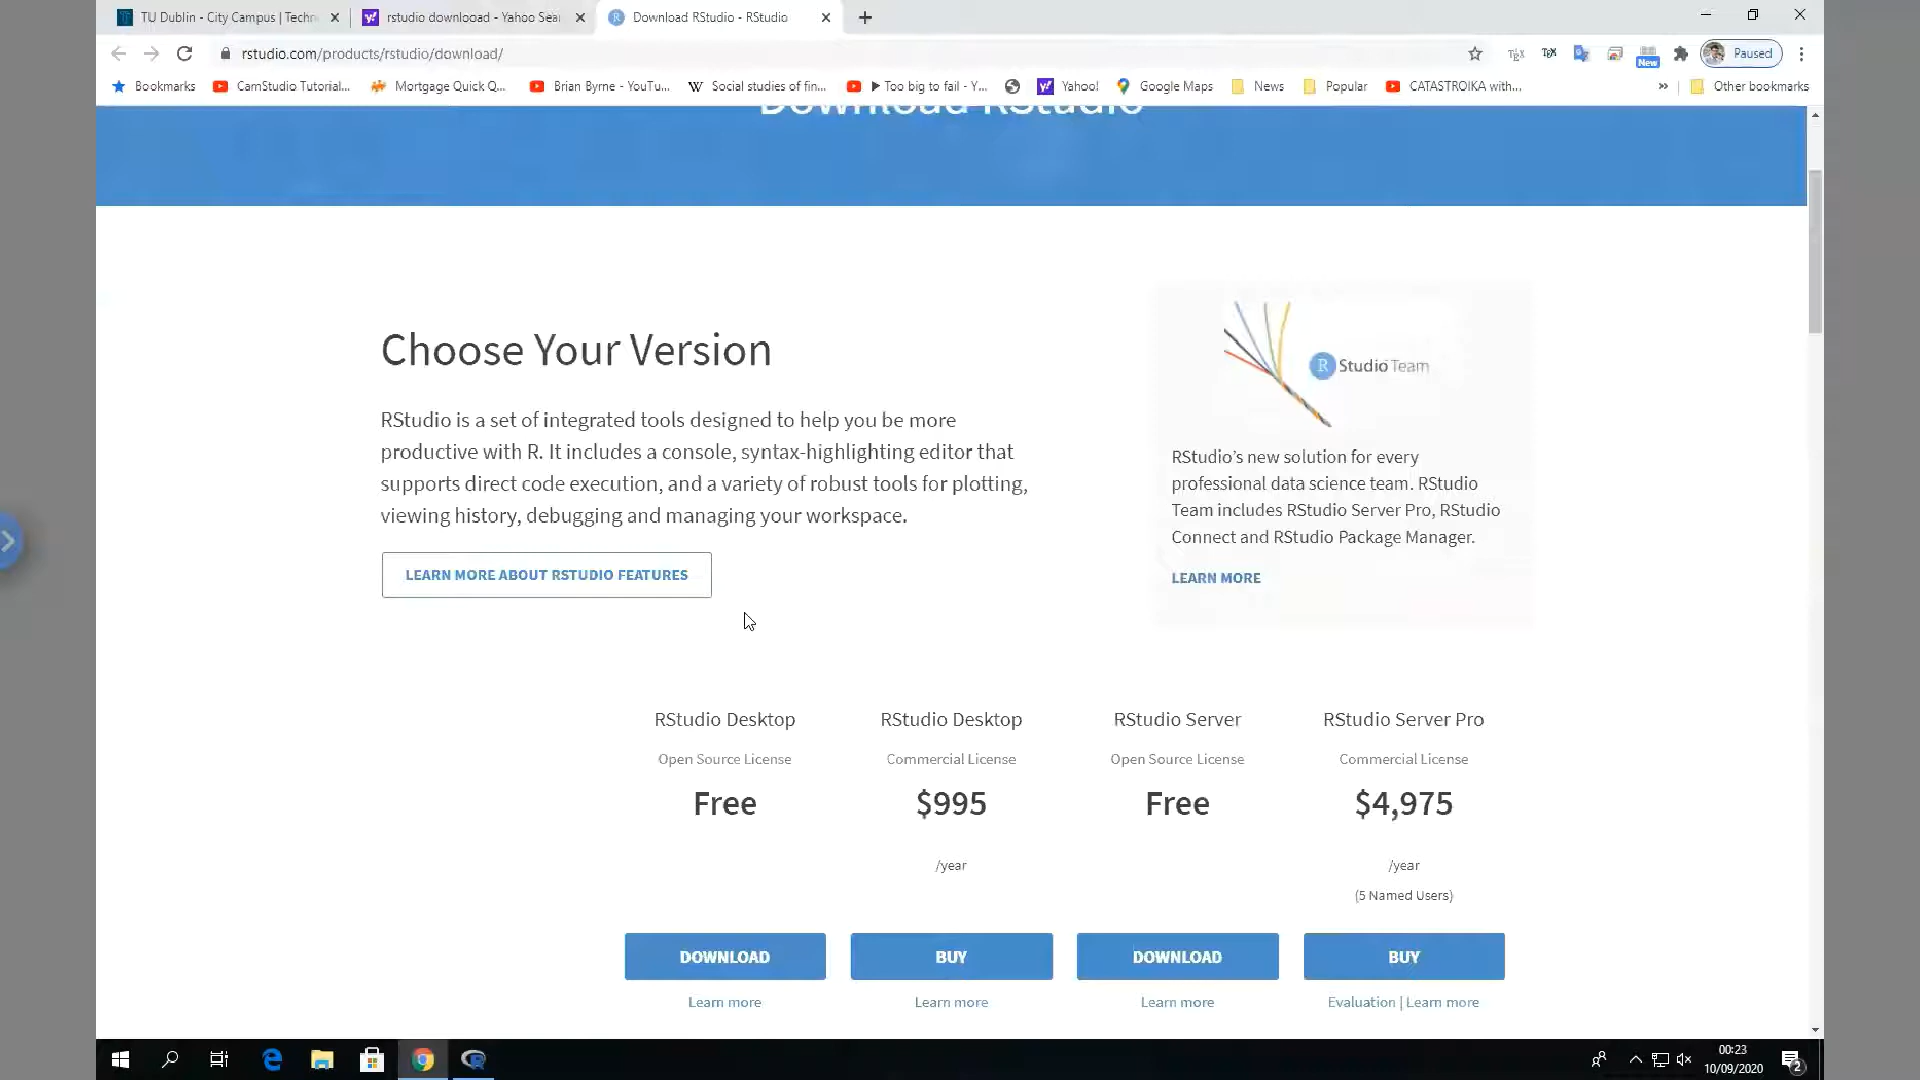 TU Dublin - City Campus | Techn
rstudio downlooad - Yahoo Sea
Download RStudio - RStudio
rstudio.com/products/rstudio/download/
New
Paused
Bookmarks
CamStudio Tutorial...
Mortgage Quick Q...
Brian Byrne - YouTu...
Social studies of fin...
Too big to fail - Y...
Yahoo!
Google Maps
News
Popular
CATASTROIKA with...
Other bookmarks
Download RStudio
Choose Your Version
RStudio is a set of integrated tools designed to help you be more
productive with R. It includes a console, syntax-highlighting editor that
supports direct code execution, and a variety of robust tools for plotting,
viewing history, debugging and managing your workspace.
LEARN MORE ABOUT RSTUDIO FEATURES
R Studio Team
RStudio's new solution for every
professional data science team. RStudio
Team includes RStudio Server Pro, RStudio
Connect and RStudio Package Manager.
LEARN MORE
RStudio Desktop
Open Source License
Free
DOWNLOAD
Learn more
RStudio Desktop
Commercial License
$995
/year
BUY
Learn more
RStudio Server
Open Source License
Free
DOWNLOAD
Learn more
RStudio Server Pro
Commercial License
$4,975
/year
(5 Named Users)
BUY
Evaluation | Learn more
00:23
10/09/2020
2